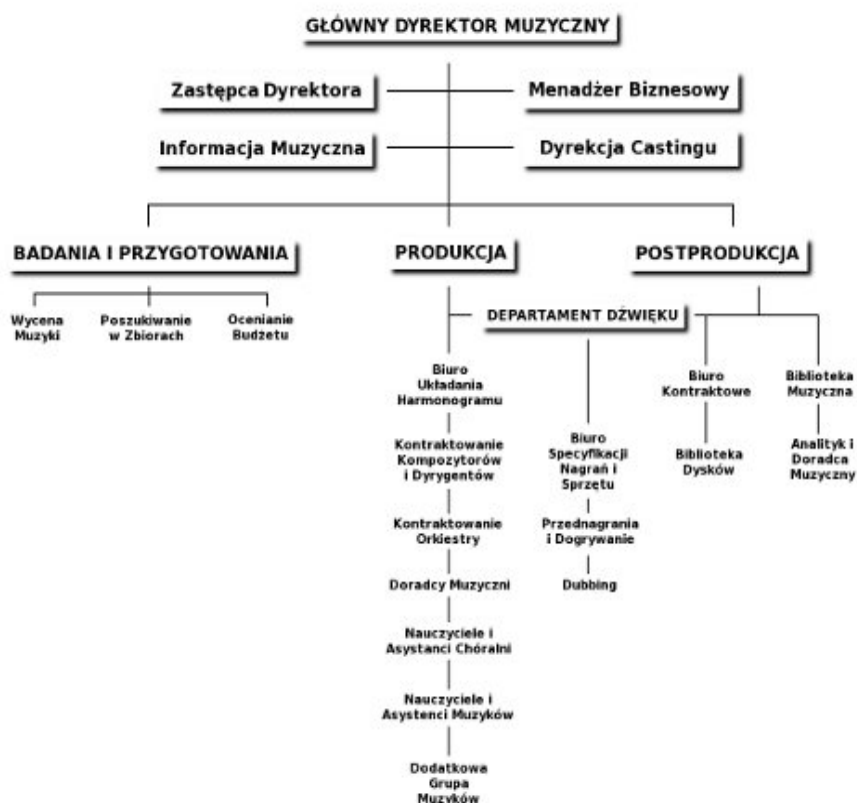 GŁÓWNY DYREKTOR MUZYCZNY
Zastępca Dyrektora
Menadżer Biznesowy
Informacja Muzyczna
Dyrekcja Castingu
BADANIA I PRZYGOTOWANIA
PRODUKCJA
POSTPRODUKCJA
Wycena
Muzyki
Poszukiwanie
w Zbiorach
Ocenianie
Budżetu
DEPARTAMENT DŹWIĘKU
Biuro
Układania
Harmonogramu
Kontraktowanie
Kompozytorów
i Dyrygentów
Kontraktowanie
Orkiestry
Doradcy Muzyczni
Nauczyciele i
Asystanci Chóralni
Nauczyciele i
Asystenci Muzyków
Dodatkowa
Grupa
Muzyków
Biuro
Specyfikacji
Nagrań i
Sprzętu
Przednagrania
i Dogrywanie
Dubbing
Biuro
Kontraktowe
Biblioteka
Dysków
Biblioteka
Muzyczna
Analityk i
Doradca
Muzyczny